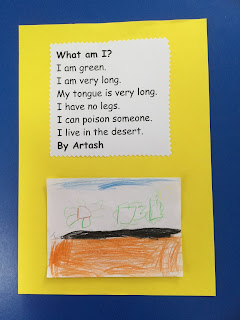 What am I?
I am green.
I am very long.
My tongue is very long.
I have no legs.
I can poison someone.
I live in the desert.
By Artash